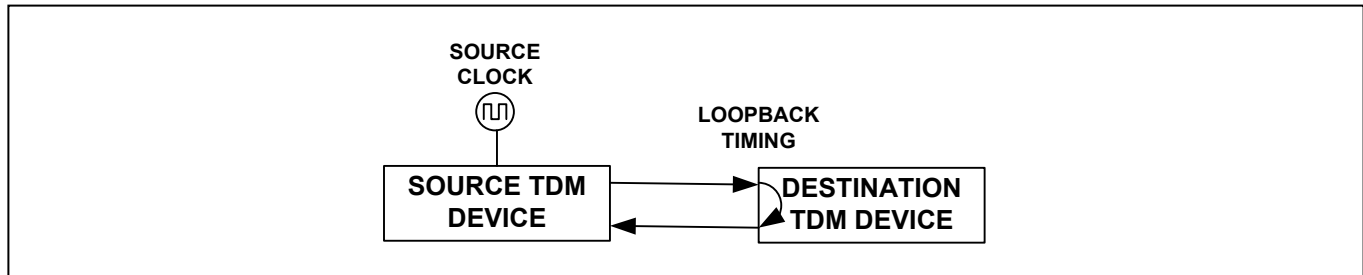 SOURCE
CLOCK
LOOPBACK
TIMING
SOURCE TDM
DEVICE
DESTINATION
TDM DEVICE